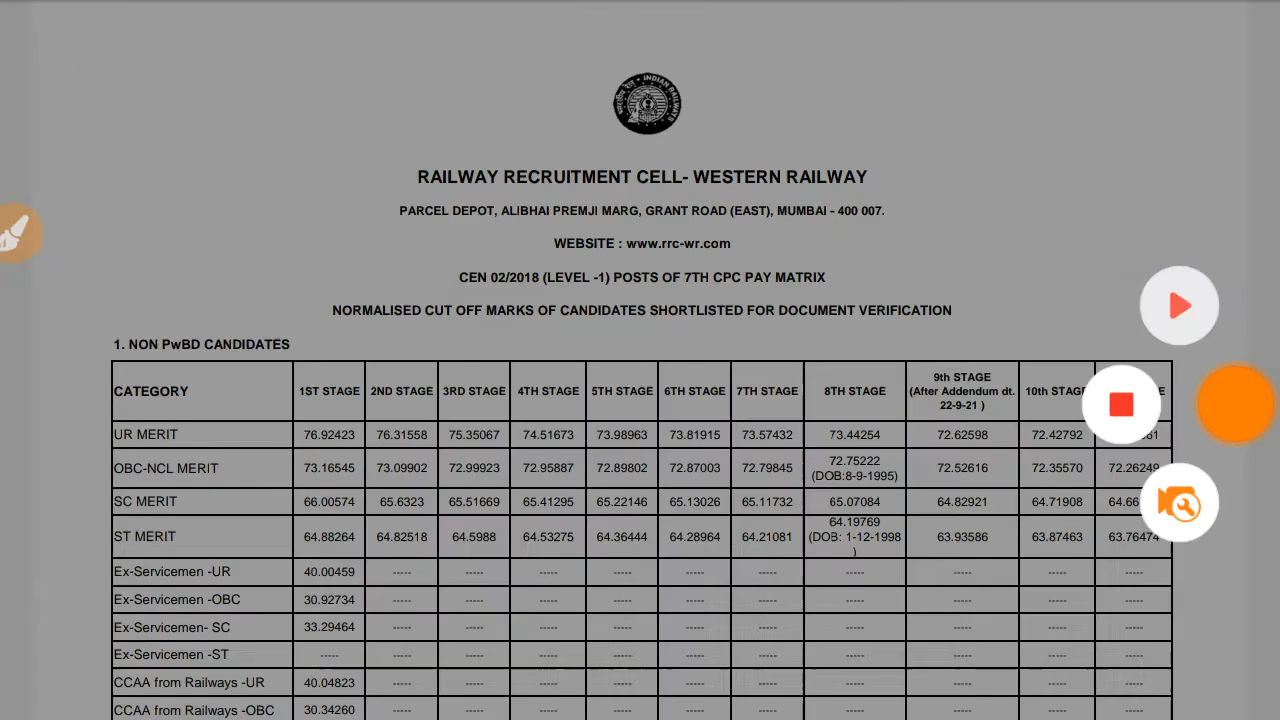 INDIAN RAILWAYS
RAILWAY RECRUITMENT CELL- WESTERN RAILWAY
PARCEL DEPOT, ALIBHAI PREMJI MARG, GRANT ROAD (EAST), MUMBAI - 400 007.
WEBSITE : www.rrc-wr.com
CEN 02/2018 (LEVEL -1) POSTS OF 7TH CPC PAY MATRIX
NORMALISED CUT OFF MARKS OF CANDIDATES SHORTLISTED FOR DOCUMENT VERIFICATION
1. NON PwBD CANDIDATES
CATEGORY 1ST STAGE 2ND STAGE 3RD STAGE 4TH STAGE 5TH STAGE 6TH STAGE 7TH STAGE 8TH STAGE 9th STAGE (After Addendum dt. 22-9-21 ) 10th STAGE
UR MERIT 76.92423 76.31558 75.35067 74.51673 73.98963 73.81915 73.57432 73.44254 72.62598 72.42792
OBC-NCL MERIT 73.16545 73.09902 72.99923 72.95887 72.89802 72.87003 72.79845 72.75222 (DOB:8-9-1995) 72.52616 72.35570 72.26249
SC MERIT 66.00574 65.6323 65.51669 65.41295 65.22146 65.13026 65.11732 65.07084 64.82921 64.71908
ST MERIT 64.88264 64.82518 64.5988 64.53275 64.36444 64.28964 64.21081 64.19769 (DOB: 1-12-1998 ) 63.93586 63.87463 63.76474
Ex-Servicemen -UR 40.00459 ----- ----- ----- ----- ----- ----- ----- ----- ----- -----
Ex-Servicemen -OBC 30.92734 ----- ----- ----- ----- ----- ----- ----- ----- ----- -----
Ex-Servicemen- SC 33.29464 ----- ----- ----- ----- ----- ----- ----- ----- ----- -----
Ex-Servicemen -ST ----- ----- ----- ----- ----- ----- ----- ----- ----- ----- -----
CCAA from Railways -UR 40.04823 ----- ----- ----- ----- ----- ----- ----- ----- ----- -----
CCAA from Railways -OBC 30.34260 ----- ----- ----- ----- ----- ----- ----- ----- ----- -----